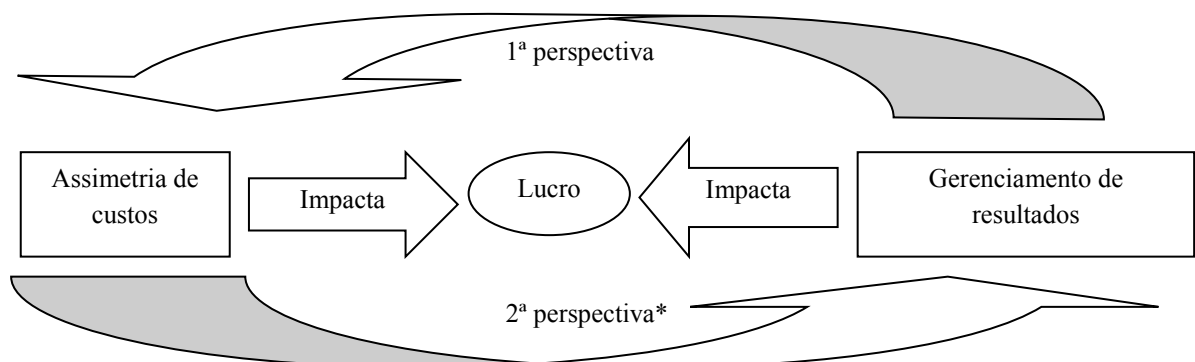 1ª perspectiva
Assimetria de
custos
Impacta
Lucro
Impacta
Gerenciamento de
resultados
2ª perspectiva*